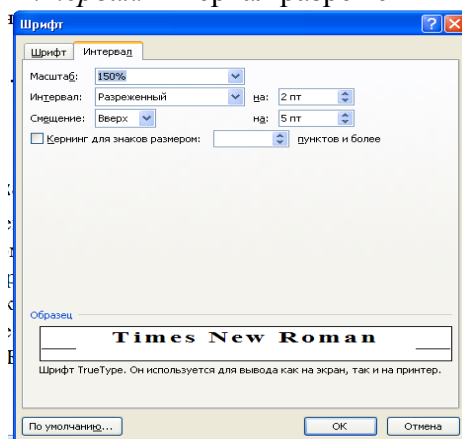 Шрифт
Шрифт Интервал
Масштаб: 150%
Интервал: Разреженный на: 2 пт
Смещение: Вверх на: 5 пт
Кернинг для знаков размером: пунктов и более
Образец
Times New Roman
Шрифт TrueType. Он используется для вывода как на экран, так и на принтер.
По умолчанию... ОК Отмена